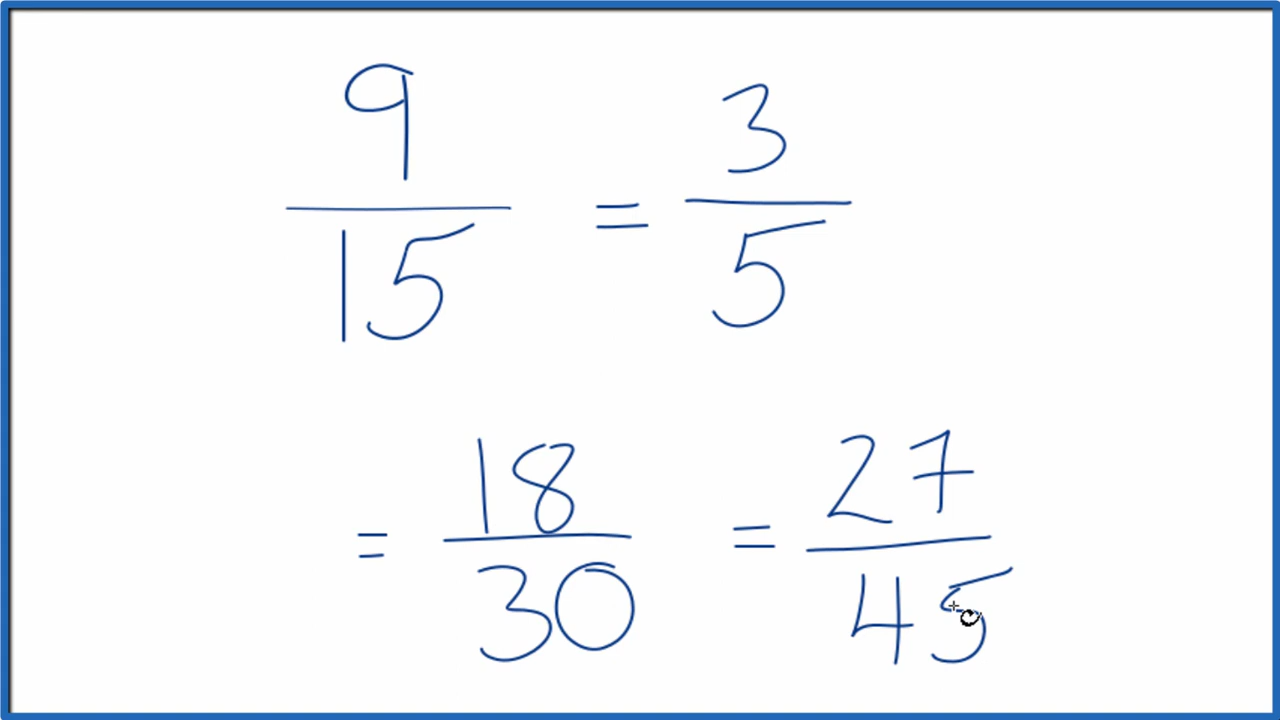 9/15 = 3/5
= 18/30 = 27/45